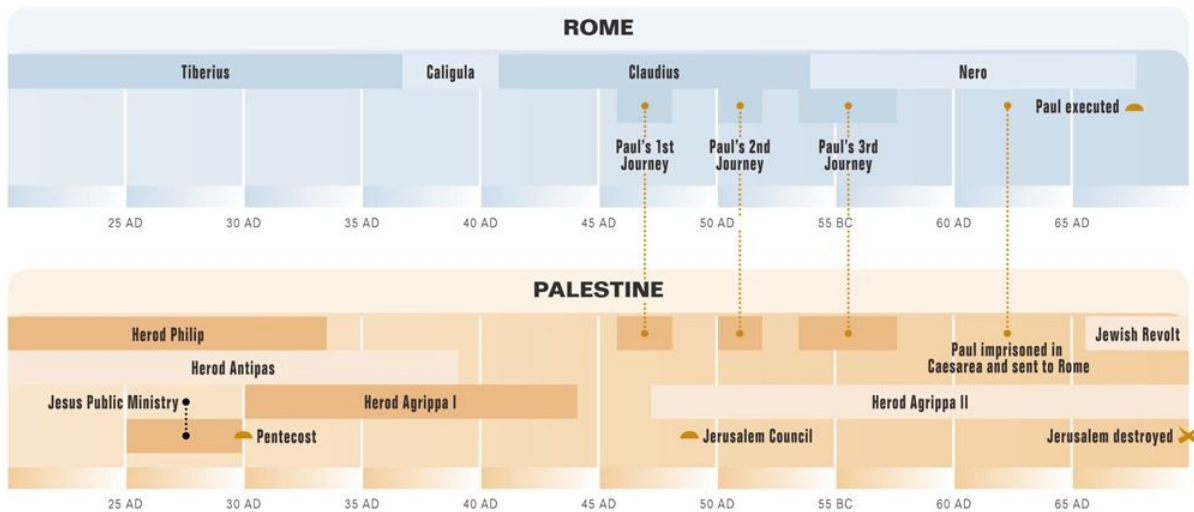 ROME
Tiberius
Caligula
Claudius
Nero
Paul executed
Paul's 1st
Journey
Paul's 2nd
Journey
Paul's 3rd
Journey
25 AD
30 AD
35 AD
40 AD
45 AD
50 AD
55 BC
60 AD
65 AD
PALESTINE
Herod Philip
Jewish Revolt
Paul imprisoned in
Caesarea and sent to Rome
Herod Antipas
Jesus Public Ministry
Herod Agrippa I
Herod Agrippa II
Pentecost
Jerusalem Council
Jerusalem destroyed
25 AD
30 AD
35 AD
40 AD
45 AD
50 AD
55 BC
60 AD
65 AD